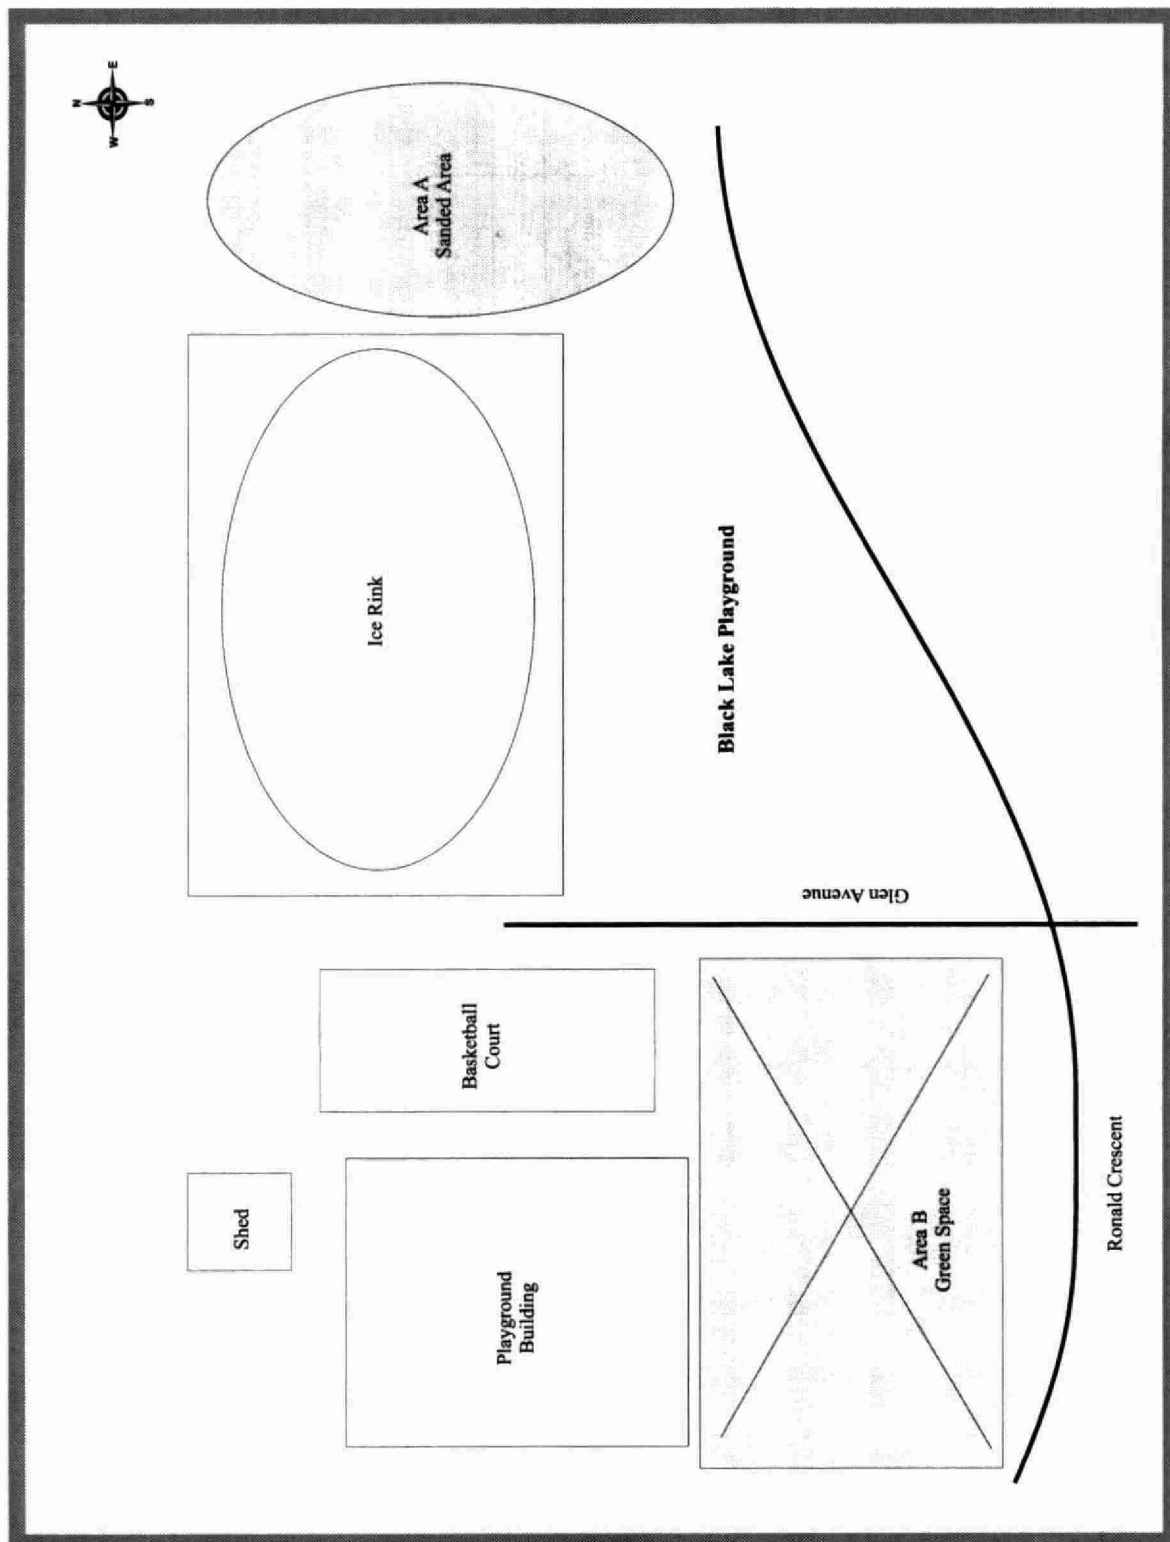 N
E
S
W
Area A
Sanded Area
Ice Rink
Black Lake Playground
Glen Avenue
Basketball
Court
Shed
Playground
Building
Area B
Green Space
Ronald Crescent